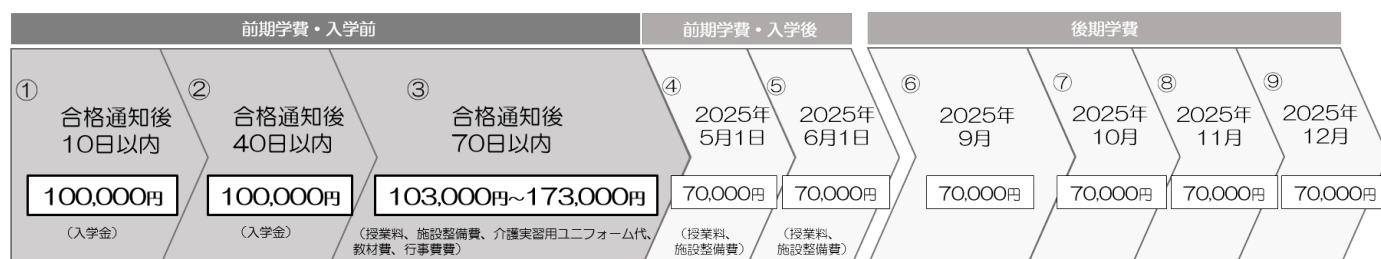 前期学費・入学前
前期学費・入学後
後期学費
①
合格通知後
10日以内
100,000円
（入学金）
②
合格通知後
40日以内
100,000円
（入学金）
③
合格通知後
70日以内
103,000円～173,000円
（授業料、施設整備費、介護実習用ユニフォーム代、
教材費、行事費費）
④
2025年
5月1日
70,000円
（授業料、
施設整備費）
⑤
2025年
6月1日
70,000円
（授業料、
施設整備費）
⑥
2025年
9月
70,000円
⑦
2025年
10月
70,000円
⑧
2025年
11月
70,000円
⑨
2025年
12月
70,000円